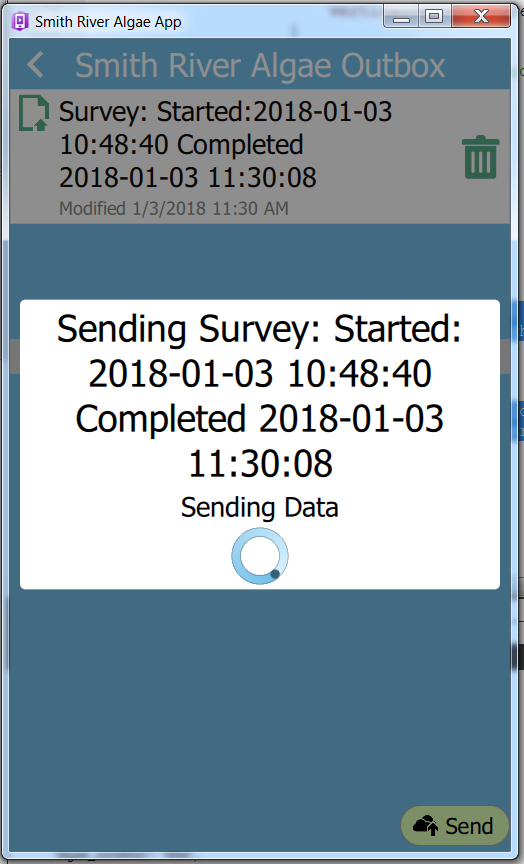 Smith River Algae App
Smith River Algae Outbox
Survey: Started:2018-01-03
10:48:40 Completed
2018-01-03 11:30:08
Modified 1/3/2018 11:30 AM
Sending Survey: Started:
2018-01-03 10:48:40
Completed 2018-01-03
11:30:08
Sending Data
Send